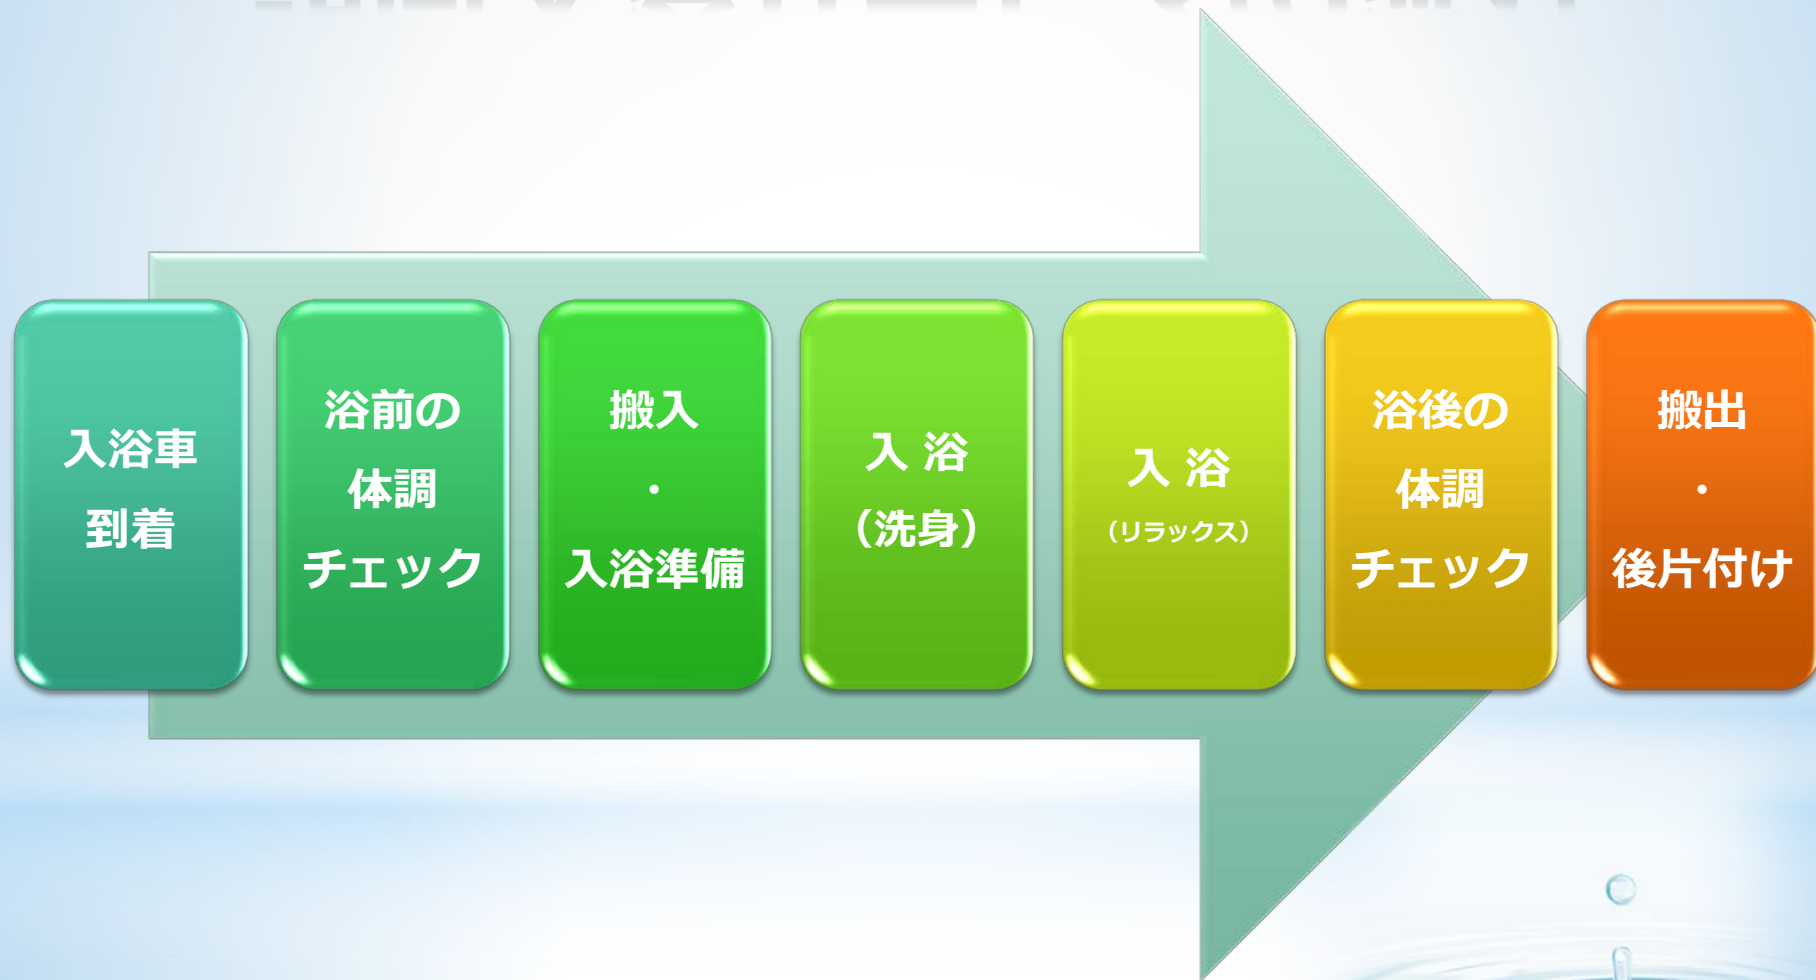 入浴車
到着
浴前の
体調
チェック
搬入
・
入浴準備
入 浴
（洗身）
入 浴
（リラックス）
浴後の
体調
チェック
搬出
・
後片付け